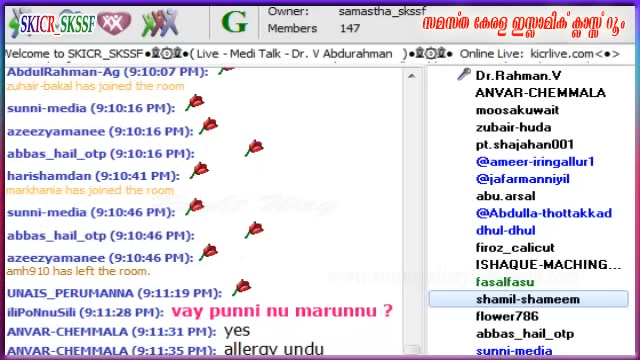 SKICR_SKSSF
G
Owner: samastha_skssf
Members 147
സമസ്ത കേരള ഇസ്ലാമിക് ക്ലാസ്സ് റൂം
Welcome to SKICR_SKSSF ( Live - Medi Talk - Dr. V Abdurahman ) Online Live: kicrlive.com<●>
AbdulRahman-Ag (9:10:07 PM):
zuhair-bakal has joined the room
sunni-media (9:10:16 PM):
azeezyamanee (9:10:16 PM):
abbas_hail_otp (9:10:16 PM):
harishamdan (9:10:41 PM):
markhania has joined the room
sunni-media (9:10:46 PM):
abbas_hail_otp (9:10:46 PM):
azeezyamanee (9:10:46 PM):
amh910 has left the room.
UNAIS_PERUMANNA (9:11:19 PM):
iliPoNnuSili (9:11:28 PM): vay punni nu marunnu ?
ANVAR-CHEMMALA (9:11:31 PM): yes
ANVAR-CHEMMALA (9:11:35 PM): allergy undu
Dr.Rahman.V
ANVAR-CHEMMALA
moosakuwait
zubair-huda
pt.shajahan001
@ameer-iringallur1
@jafarmanniyil
abu.arsal
@Abdulla-thottakkad
dhul-dhul
firoz_calicut
ISHAQUE-MACHING...
fasalfasu
shamil-shameem
flower786
abbas_hail_otp
sunni-media